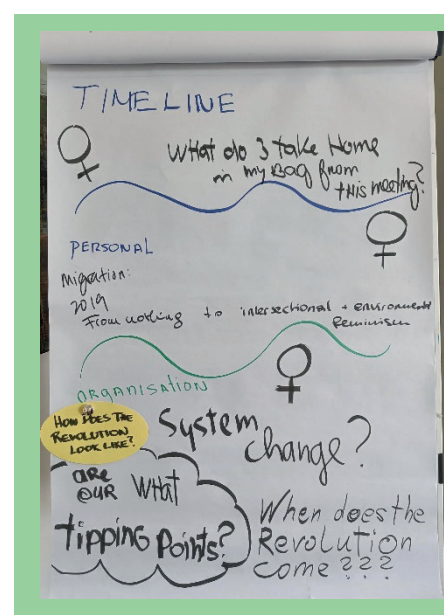 TIMELINE
What do I take Home
in my BAG from
this meeting?
PERSONAL
Migration:
2019
From nothing to intersectional + environmental
feminism
ORGANISATION
HOW DOES THE
REVOLUTION
LOOK LIKE?
System
change?
are
our What
tipping points?
When does the
Revolution
come ???